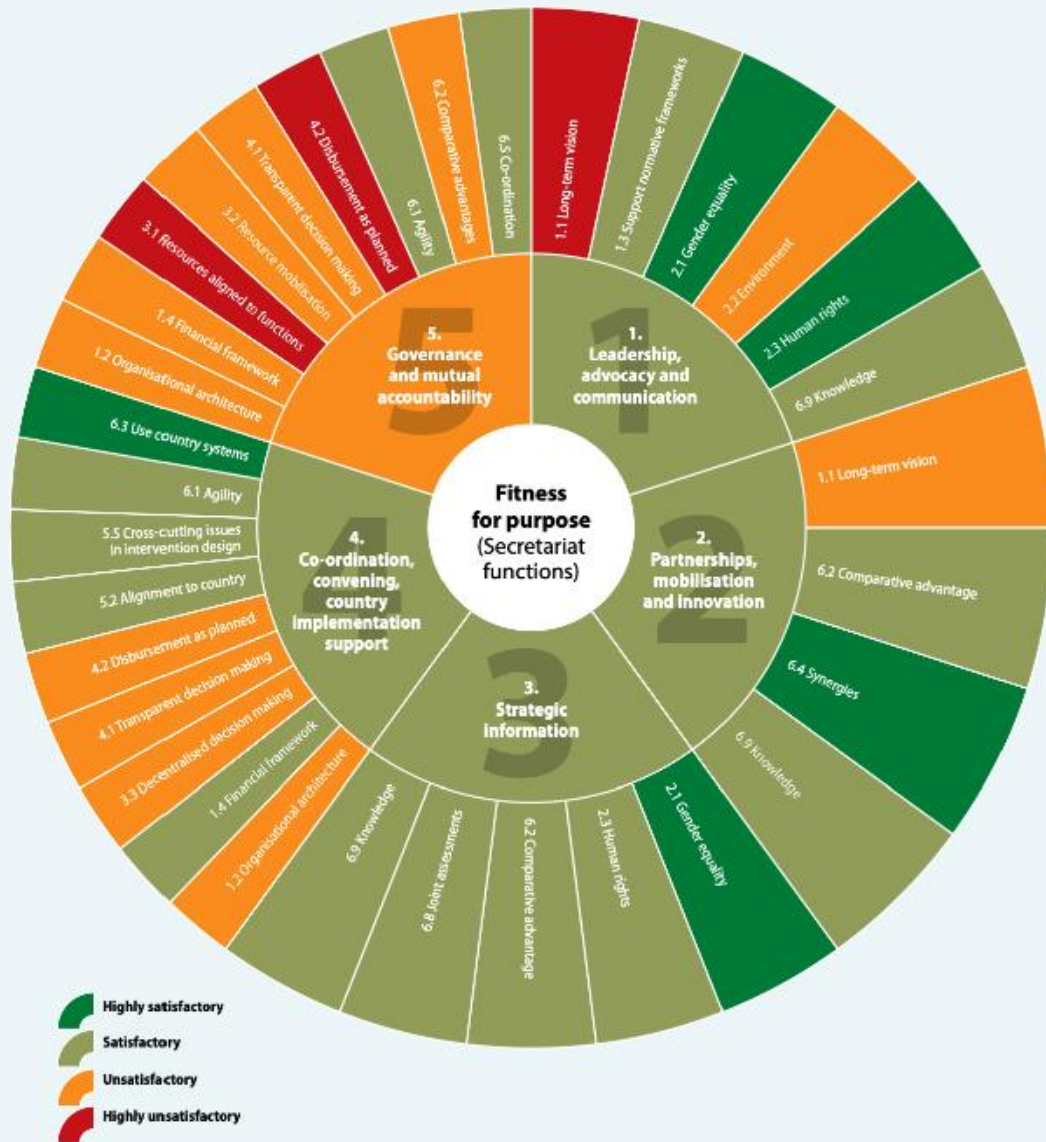 1.1 Long-term vision
1.3 Support normative frameworks
2.1 Gender equality
2.2 Environment
2.3 Human rights
6.9 Knowledge
1.1 Long-term vision
6.2 Comparative advantage
6.4 Synergies
6.9 Knowledge
2.1 Gender equality
2.3 Human rights
6.2 Comparative advantage
6.8 Joint assessments
6.9 Knowledge
1.2 Organisational architecture
1.4 Financial framework
3.3 Decentralised decision making
4.1 Transparent decision making
4.2 Disbursement as planned
5.2 Alignment to country
5.5 Cross-cutting issues
in intervention design
6.1 Agility
6.3 Use country systems
1.2 Organisational architecture
1.4 Financial framework
3.1 Resources aligned to functions
3.2 Resource mobilisation
4.1 Transparent decision making
4.2 Disbursement as planned
6.3 Agility
6.2 Comparative advantages
6.5 Co-ordination
1
1.
Leadership,
advocacy and
communication
2
2.
Partnerships,
mobilisation
and innovation
3
3.
Strategic
information
4
4.
Co-ordination,
convening,
country
implementation
support
5
5.
Governance
and mutual
accountability
Fitness
for purpose
(Secretariat
functions)
Highly satisfactory
Satisfactory
Unsatisfactory
Highly unsatisfactory